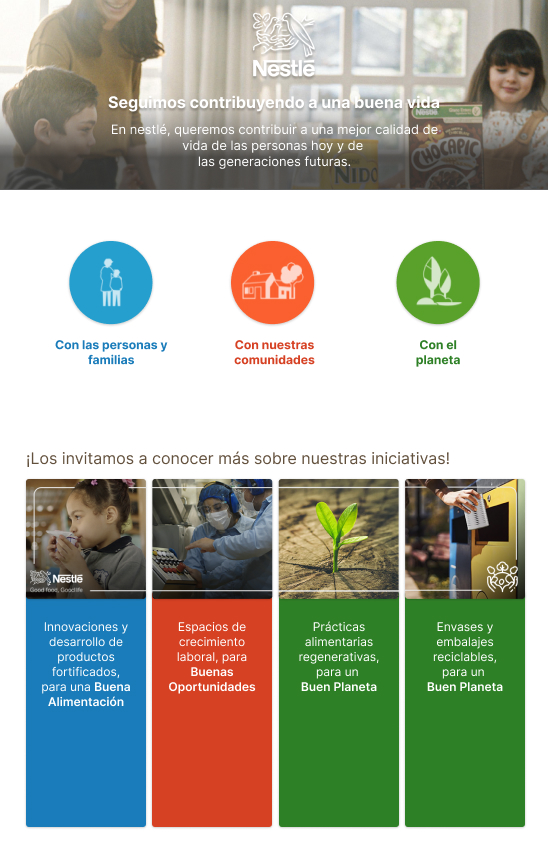 Nestlé
Seguimos contribuyendo a una buena vida
En nestlé, queremos contribuir a una mejor calidad de
vida de las personas hoy y de
las generaciones futuras.
Nestlé
CHOCAPIC
NIDO
Con las personas y
familias
Con nuestras
comunidades
Con el
planeta
¡Los invitamos a conocer más sobre nuestras iniciativas!
Nestlé
Good food, Good life
Innovaciones y
desarrollo de
productos
fortificados,
para una Buena
Alimentación
Espacios de
crecimiento
laboral, para
Buenas
Oportunidades
Prácticas
alimentarias
regenerativas,
para un
Buen Planeta
Envases y
embalajes
reciclables,
para un
Buen Planeta